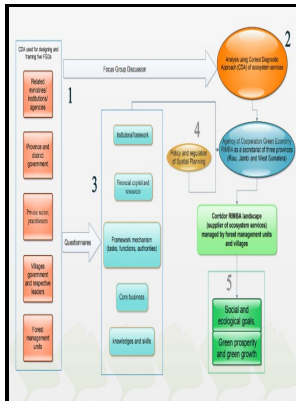 CDA used for designing and
framing five FGDs
1
Related
ministries/
institutional/
agencies
Province and
district
government
Private sector,
practitioners
Villages
government
and respective
leaders
Forest
management
units
Focus Group Discussion
Questionnaires
3
Institutional/framework
Financial capital and
resources
Framework mechanism
(tasks, functions, authorities)
Core business
knowledges and skills
4
Policy and regulation
of Spatial Planning
2
Analysis using Context Diagnostic
Approach (CDA) of ecosystem services
Agency of Cooperation Green Economy
RIMBA as a secretariat of three provinces
(Riau, Jambi and West Sumatera)
Corridor RIMBA landscape
(supplier of ecosystem services)
managed by forest management units
and villages
5
Social and
ecological goals,
Green prosperity
and green growth